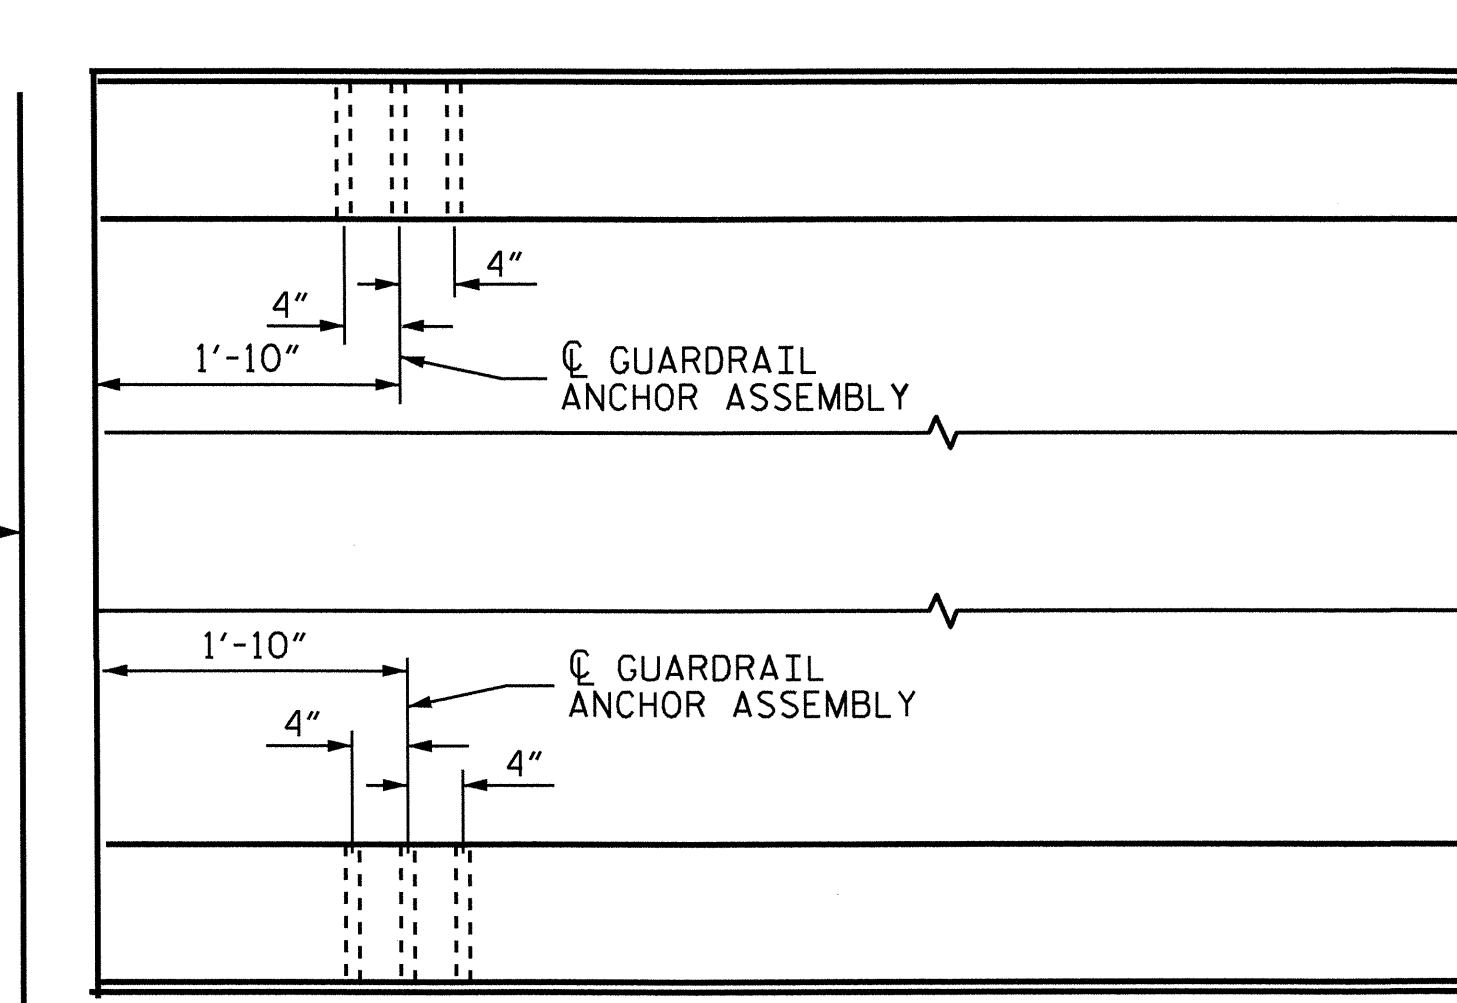 4"
4"
1'-10"
℄ GUARDRAIL
ANCHOR ASSEMBLY
1'-10"
℄ GUARDRAIL
ANCHOR ASSEMBLY
4"
4"